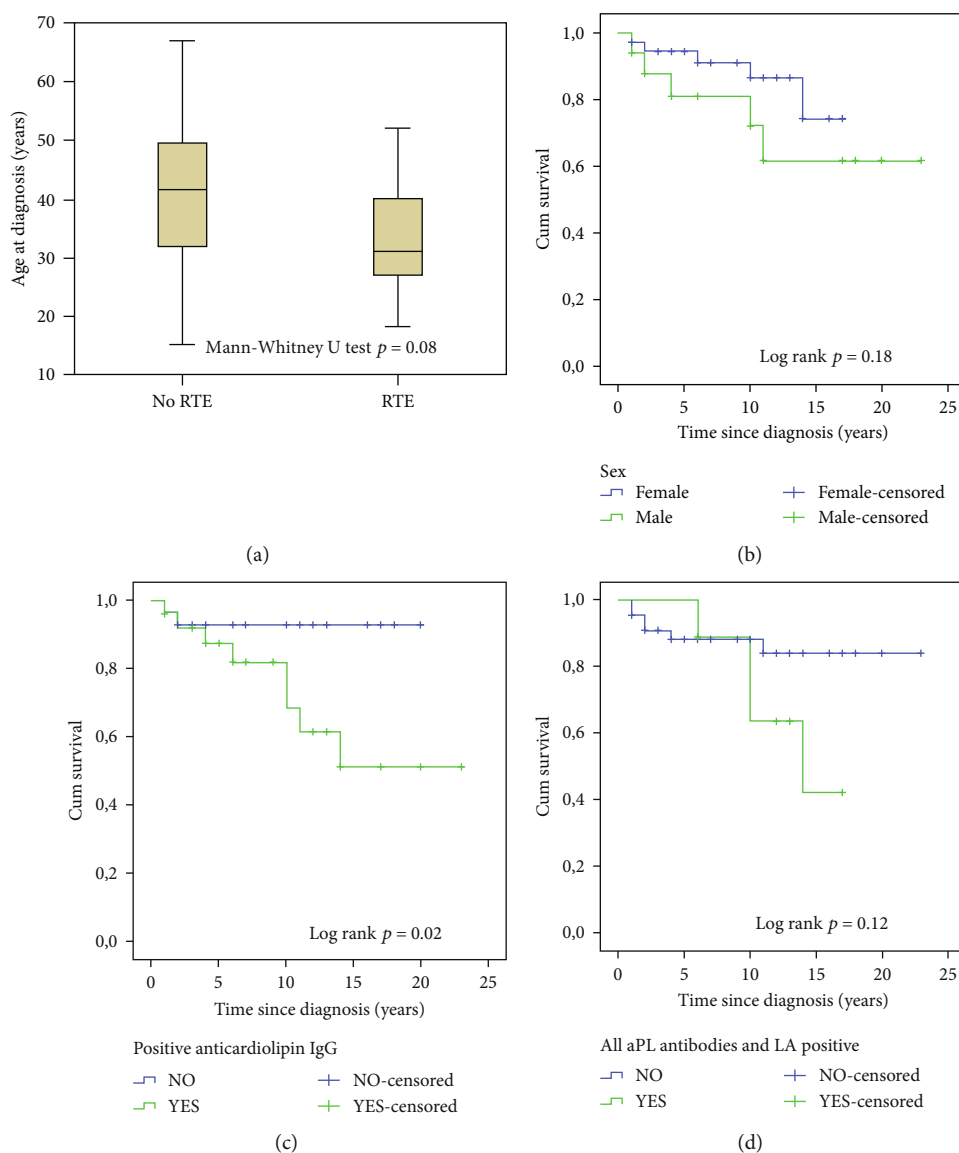 70
60
50
40
30
20
10
Age at diagnosis (years)
Mann-Whitney U test p = 0.08
No RTE
RTE
(a)
1,0
0,8
0,6
0,4
0,2
0,0
Cum survival
Log rank p = 0.18
0 5 10 15 20 25
Time since diagnosis (years)
Sex
Female Female-censored
Male Male-censored
(b)
1,0
0,8
0,6
0,4
0,2
0,0
Cum survival
Log rank p = 0.02
0 5 10 15 20 25
Time since diagnosis (years)
Positive anticardiolipin IgG
NO NO-censored
YES YES-censored
(c)
1,0
0,8
0,6
0,4
0,2
0,0
Cum survival
Log rank p = 0.12
0 5 10 15 20 25
Time since diagnosis (years)
All aPL antibodies and LA positive
NO NO-censored
YES YES-censored
(d)